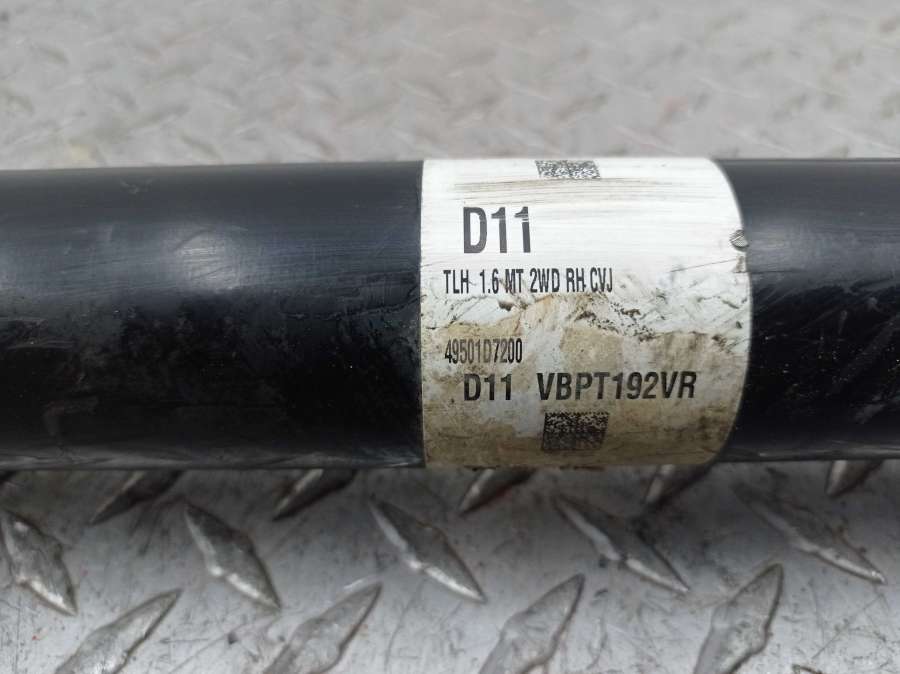 D11
TLH 1.6 MT 2WD RH CVJ
49501D7200
D11 VBPT192VR